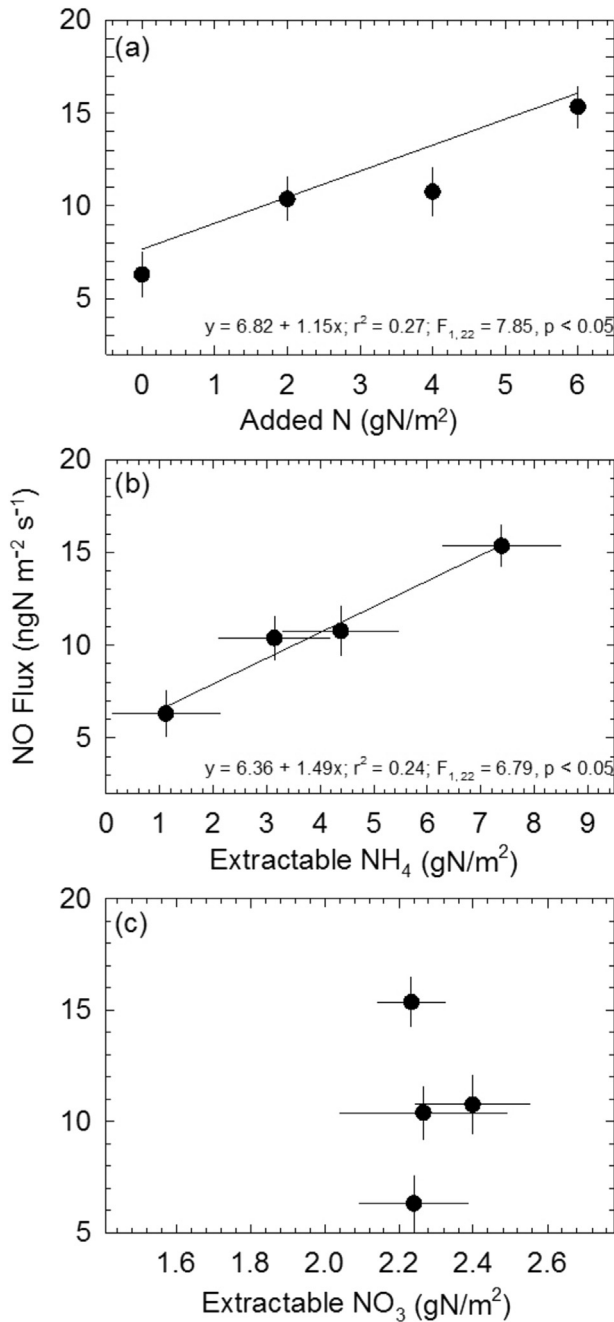 (a)
20
15
10
5
y = 6.82 + 1.15x; r² = 0.27; F₁,₂₂ = 7.85, p < 0.05
0 1 2 3 4 5 6
Added N (gN/m²)
NO Flux (ngN m⁻² s⁻¹)
(b)
20
15
10
5
y = 6.36 + 1.49x; r² = 0.24; F₁,₂₂ = 6.79, p < 0.05
0 1 2 3 4 5 6 7 8 9
Extractable NH₄ (gN/m²)
(c)
20
15
10
5
1.6 1.8 2.0 2.2 2.4 2.6
Extractable NO₃ (gN/m²)